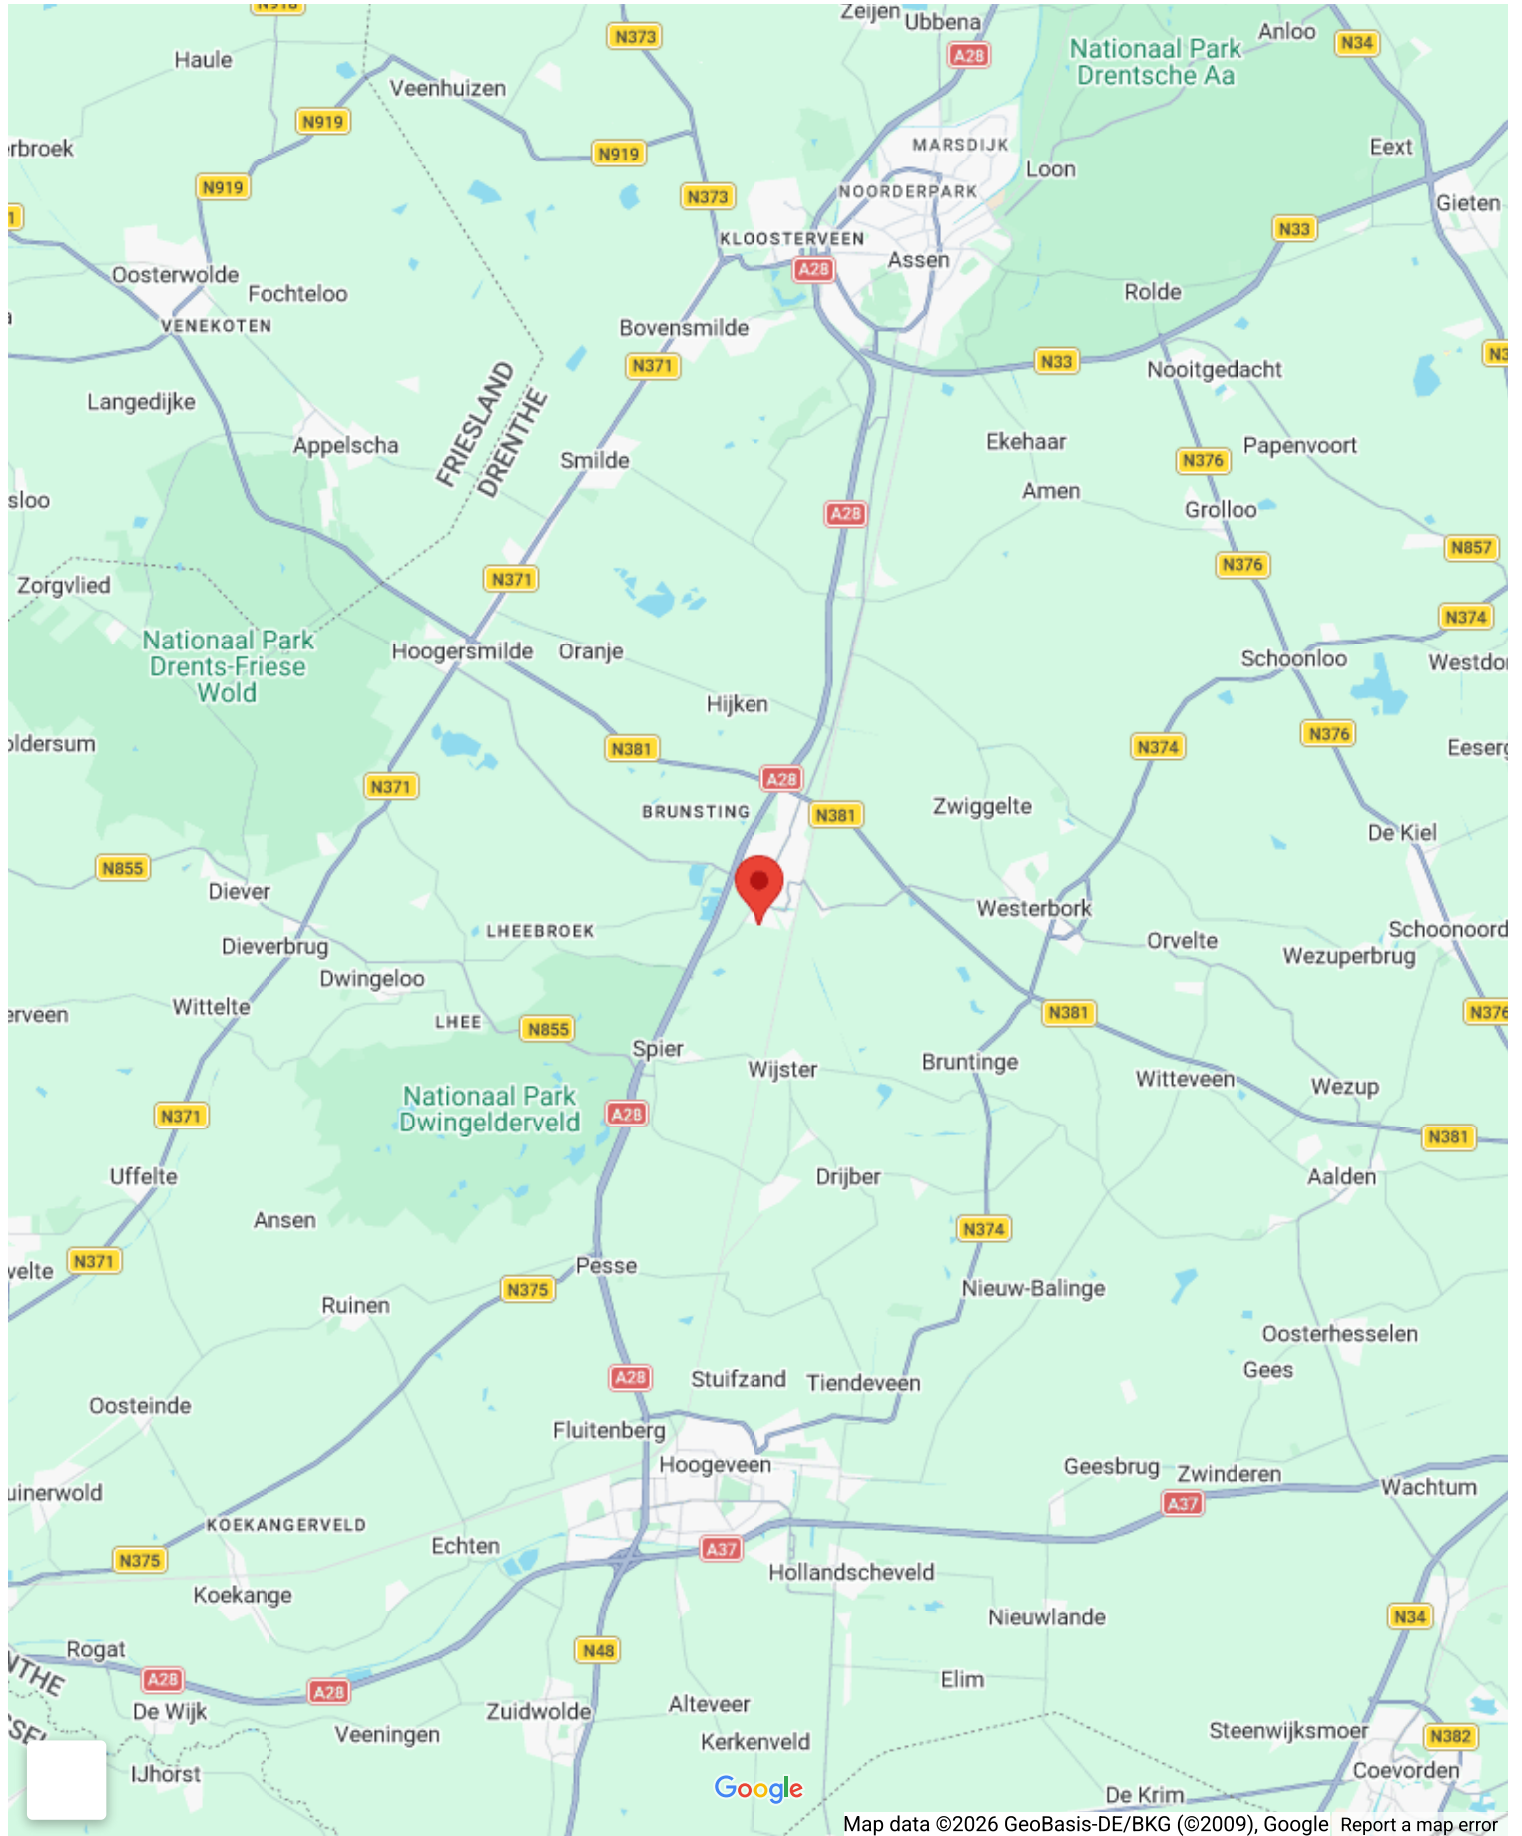 Zeijen
Ubbena
N373
A28
Nationaal Park
Drentsche Aa
Anloo
N34
Haule
Veenhuizen
N919
N919
MARSDIJK
Eext
Loon
N919
N373
NOORDERPARK
Gieten
N33
KLOOSTERVEEN
Assen
A28
Oosterwolde
Fochteloo
Rolde
VENEKOTEN
Bovensmilde
N371
N33
Nooitgedacht
Langedijke
FRIESLAND
DRENTHE
Appelscha
Smilde
Ekehaar
N376
Papenvoort
Amen
Grolloo
A28
N857
N376
N371
Zorgvlied
N374
Nationaal Park
Drents-Friese
Wold
Hoogersmilde
Oranje
Schoonloo
Hijken
N381
N374
N376
A28
N371
BRUNSTING
N381
Zwiggelte
De Kiel
N855
Diever
Westerbork
LHEEBROEK
Dieverbrug
Orvelte
Schoonoord
Wezuperbrug
Dwingeloo
Wittelte
LHEE
N855
N381
N376
Spier
Wijster
Bruntinge
Witteveen
Wezup
Nationaal Park
Dwingelderveld
N371
A28
N381
Uffelte
Drijber
Aalden
Ansen
N374
N371
Pesse
N375
Nieuw-Balinge
Ruinen
Oosterhesselen
Gees
A28
Stuifzand
Tiendeveen
Oosteinde
Fluitenberg
Hoogeveen
Geesbrug
Zwinderen
Wachtum
A37
KOEKANGERVELD
Echten
A37
N375
Hollandscheveld
Koekange
Nieuwlande
N34
Rogat
N48
A28
A28
Elim
De Wijk
Zuidwolde
Alteveer
Veeningen
Kerkenveld
Steenwijksmoer
N382
IJhorst
Coevorden
Google
De Krim
Map data ©2026 GeoBasis-DE/BKG (©2009), Google
Report a map error